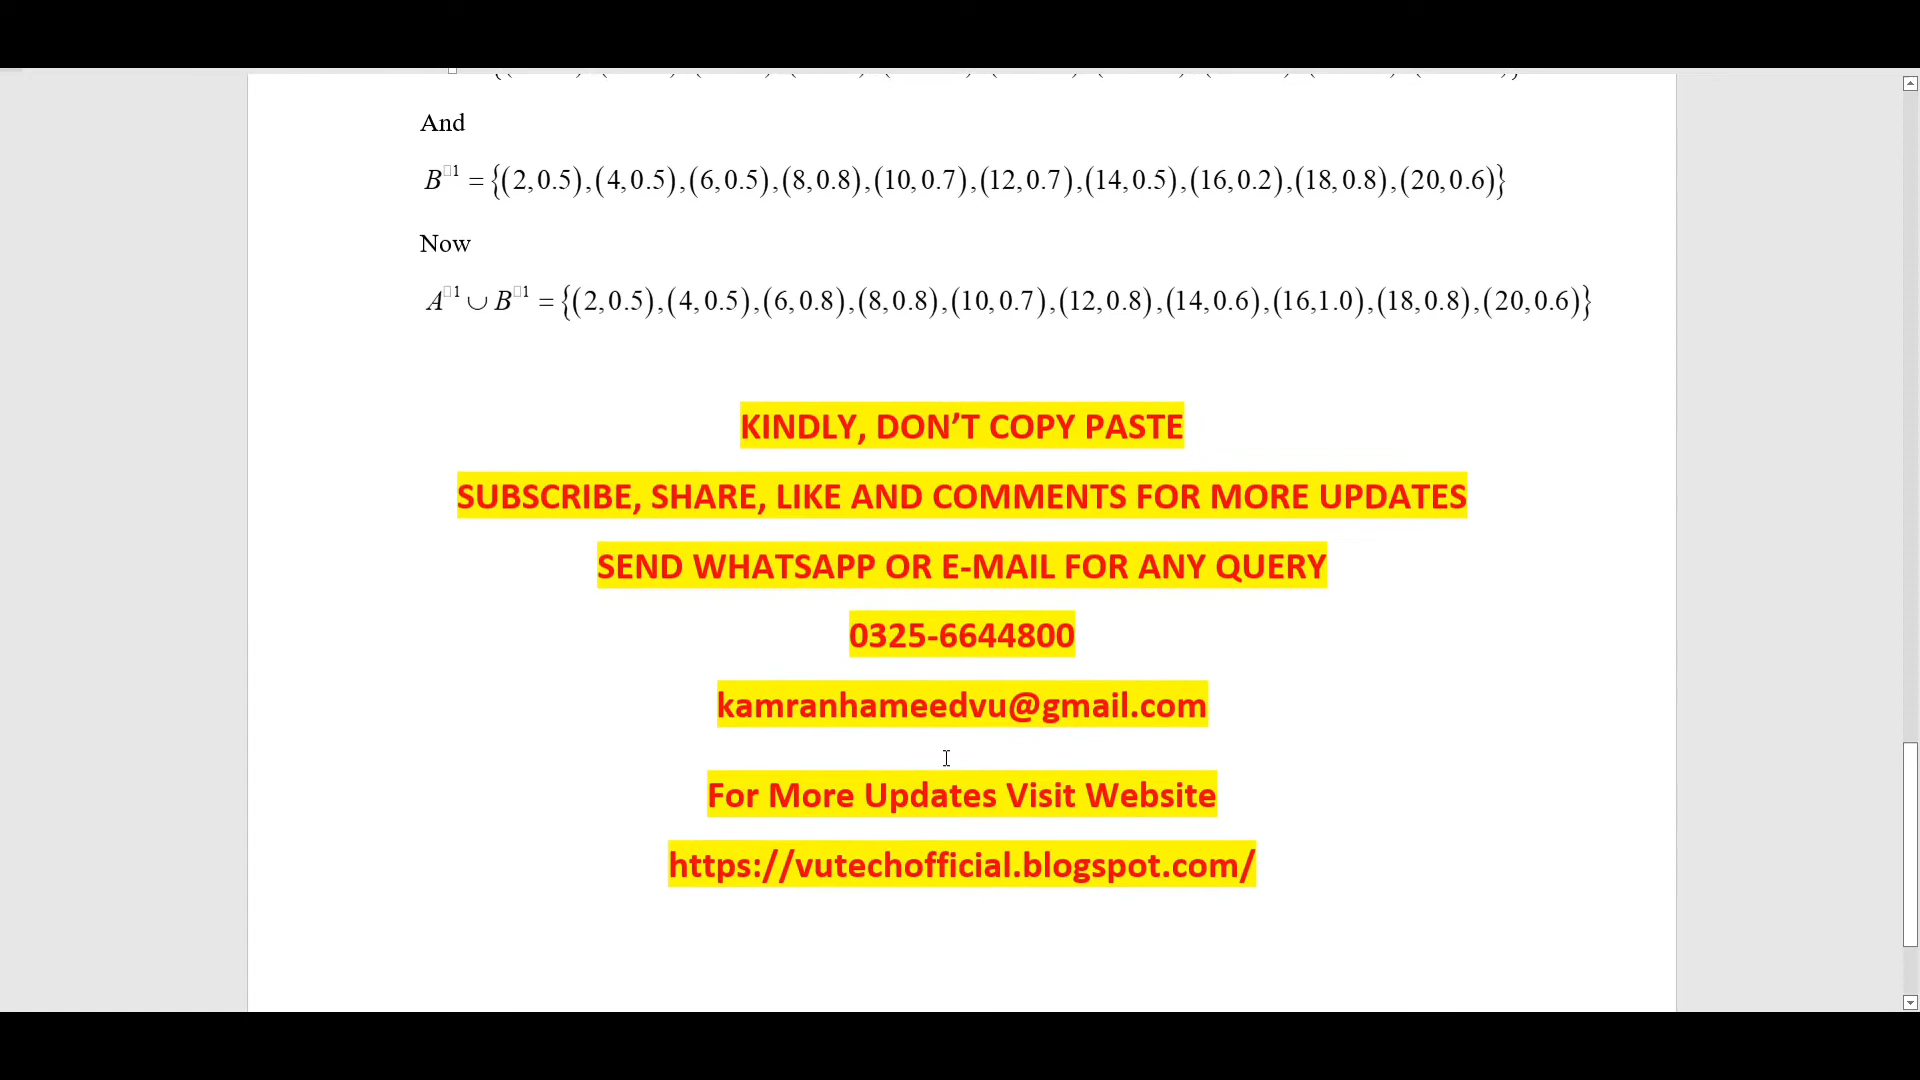 And
B^□1 = {(2,0.5),(4,0.5),(6,0.5),(8,0.8),(10,0.7),(12,0.7),(14,0.5),(16,0.2),(18,0.8),(20,0.6)}
Now
A^□1 ∪ B^□1 = {(2,0.5),(4,0.5),(6,0.8),(8,0.8),(10,0.7),(12,0.8),(14,0.6),(16,1.0),(18,0.8),(20,0.6)}
KINDLY, DON’T COPY PASTE
SUBSCRIBE, SHARE, LIKE AND COMMENTS FOR MORE UPDATES
SEND WHATSAPP OR E-MAIL FOR ANY QUERY
0325-6644800
kamranhameedvu@gmail.com
For More Updates Visit Website
https://vutechofficial.blogspot.com/